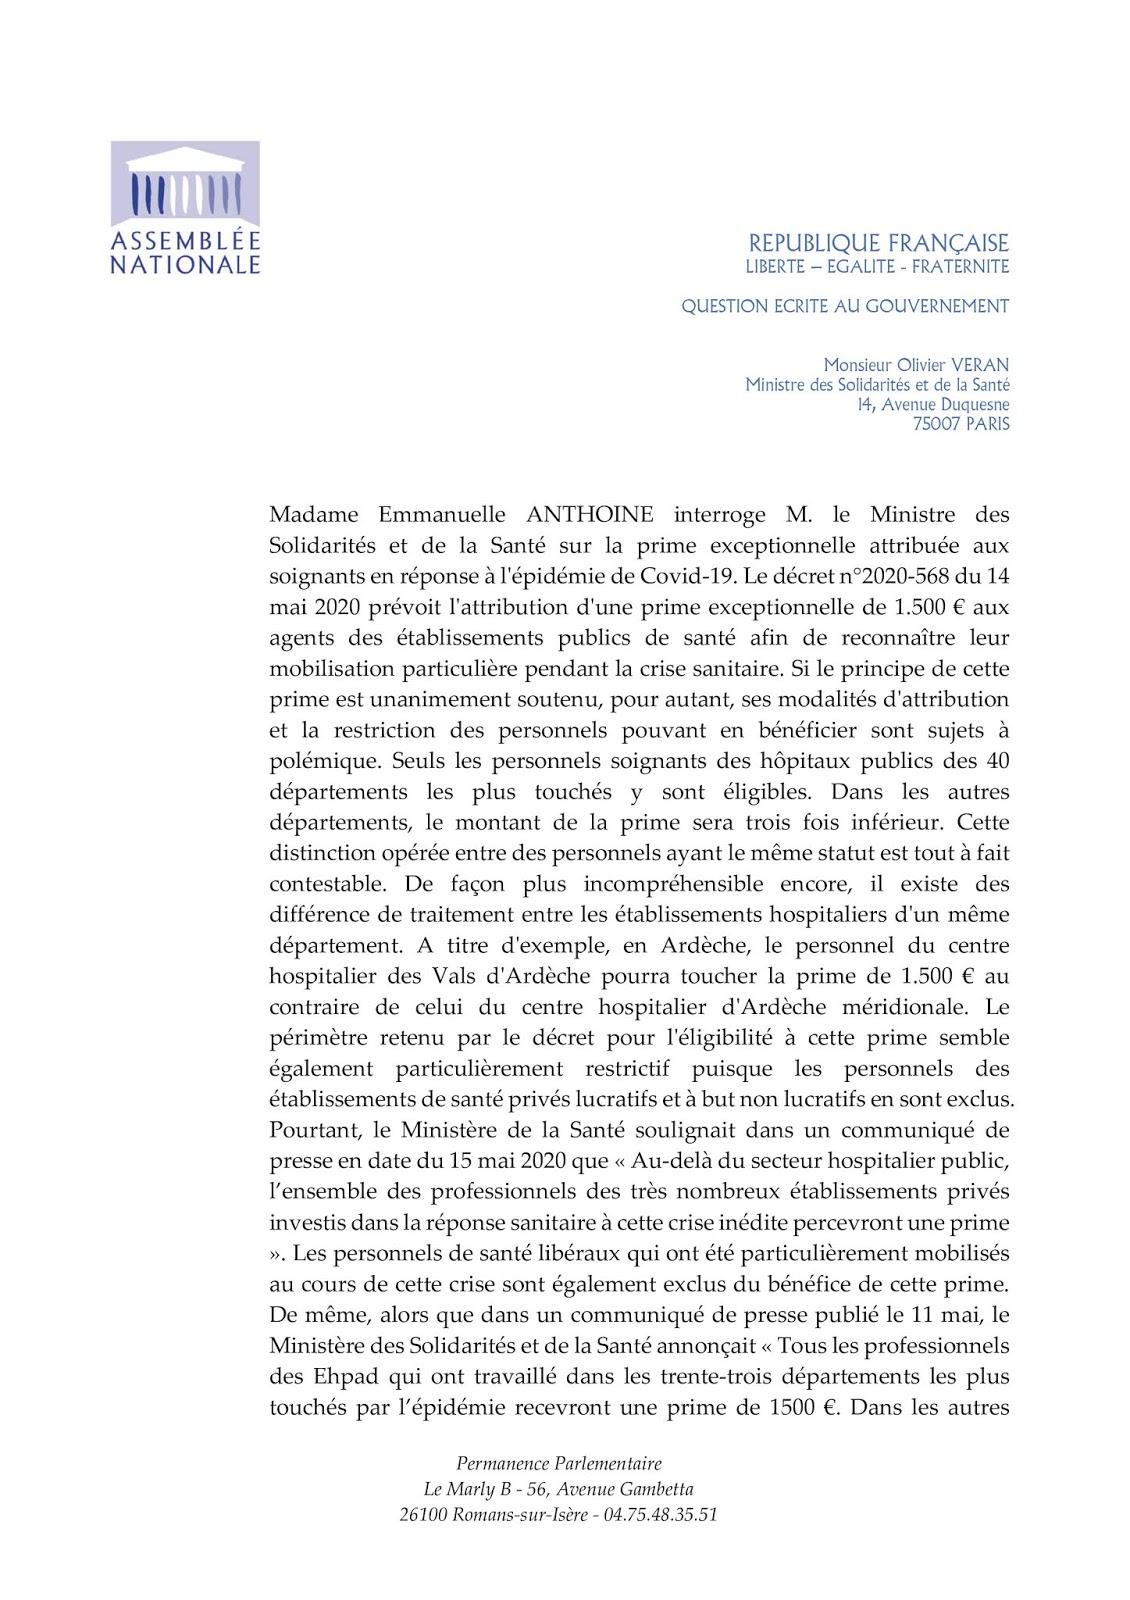 ASSEMBLÉE
NATIONALE
REPUBLIQUE FRANÇAISE
LIBERTE – EGALITE - FRATERNITE
QUESTION ECRITE AU GOUVERNEMENT
Monsieur Olivier VERAN
Ministre des Solidarités et de la Santé
14, Avenue Duquesne
75007 PARIS
Madame Emmanuelle ANTHOINE interroge M. le Ministre des
Solidarités et de la Santé sur la prime exceptionnelle attribuée aux
soignants en réponse à l'épidémie de Covid-19. Le décret n°2020-568 du 14
mai 2020 prévoit l'attribution d'une prime exceptionnelle de 1.500 € aux
agents des établissements publics de santé afin de reconnaître leur
mobilisation particulière pendant la crise sanitaire. Si le principe de cette
prime est unanimement soutenu, pour autant, ses modalités d'attribution
et la restriction des personnels pouvant en bénéficier sont sujets à
polémique. Seuls les personnels soignants des hôpitaux publics des 40
départements les plus touchés y sont éligibles. Dans les autres
départements, le montant de la prime sera trois fois inférieur. Cette
distinction opérée entre des personnels ayant le même statut est tout à fait
contestable. De façon plus incompréhensible encore, il existe des
différence de traitement entre les établissements hospitaliers d'un même
département. A titre d'exemple, en Ardèche, le personnel du centre
hospitalier des Vals d'Ardèche pourra toucher la prime de 1.500 € au
contraire de celui du centre hospitalier d'Ardèche méridionale. Le
périmètre retenu par le décret pour l'éligibilité à cette prime semble
également particulièrement restrictif puisque les personnels des
établissements de santé privés lucratifs et à but non lucratifs en sont exclus.
Pourtant, le Ministère de la Santé soulignait dans un communiqué de
presse en date du 15 mai 2020 que « Au-delà du secteur hospitalier public,
l’ensemble des professionnels des très nombreux établissements privés
investis dans la réponse sanitaire à cette crise inédite percevront une prime
». Les personnels de santé libéraux qui ont été particulièrement mobilisés
au cours de cette crise sont également exclus du bénéfice de cette prime.
De même, alors que dans un communiqué de presse publié le 11 mai, le
Ministère des Solidarités et de la Santé annonçait « Tous les professionnels
des Ehpad qui ont travaillé dans les trente-trois départements les plus
touchés par l’épidémie recevront une prime de 1500 €. Dans les autres
Permanence Parlementaire
Le Marly B - 56, Avenue Gambetta
26100 Romans-sur-Isère - 04.75.48.35.51